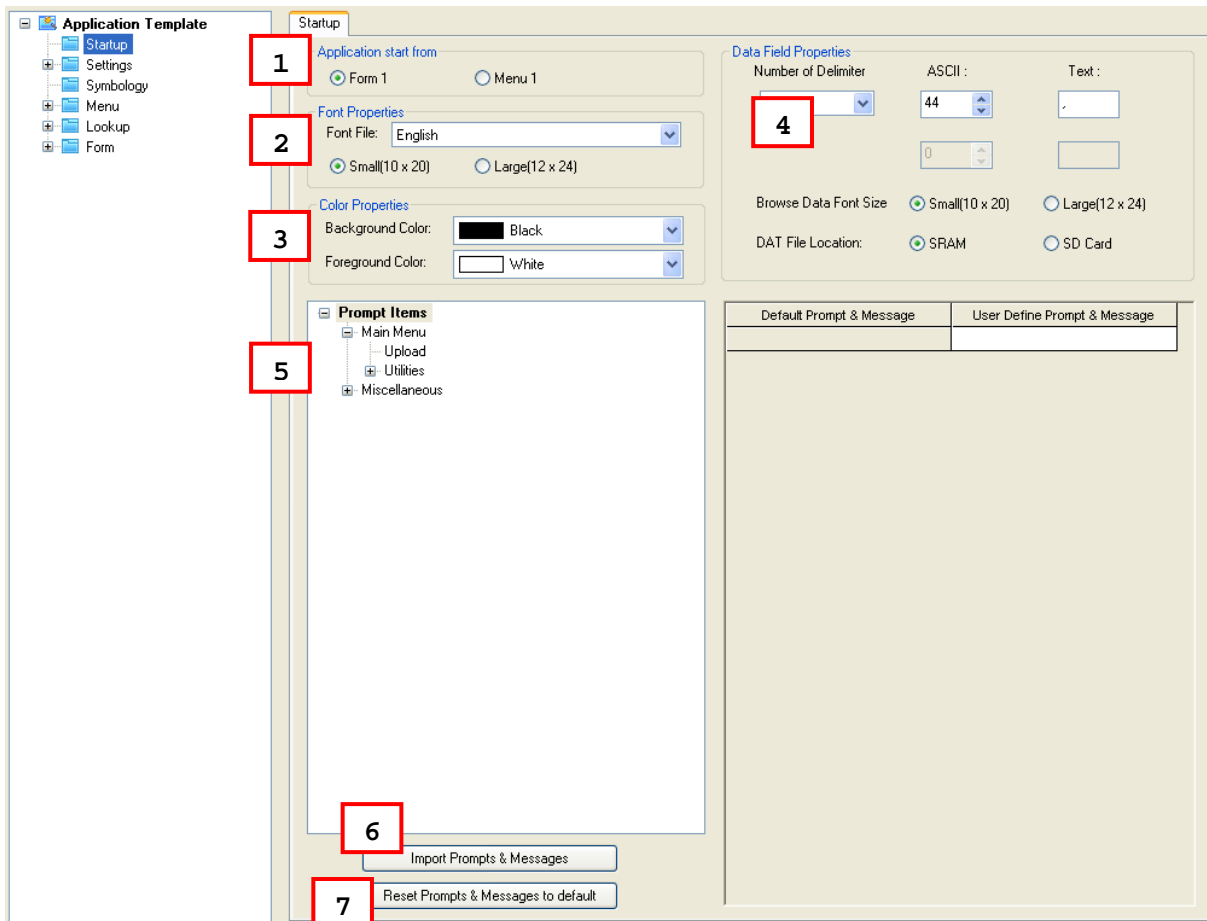 Application Template
Startup
Settings
Symbology
Menu
Lookup
Form
Startup
1
Application start from
Form 1 Menu 1
2
Font Properties
Font File: English
Small(10 x 20) Large(12 x 24)
3
Color Properties
Background Color: Black
Foreground Color: White
Data Field Properties
Number of Delimiter ASCII : Text :
4
44 ,
0
Browse Data Font Size Small(10 x 20) Large(12 x 24)
DAT File Location: SRAM SD Card
5
Prompt Items
Main Menu
Upload
Utilities
Miscellaneous
Default Prompt & Message User Define Prompt & Message
6
Import Prompts & Messages
7
Reset Prompts & Messages to default